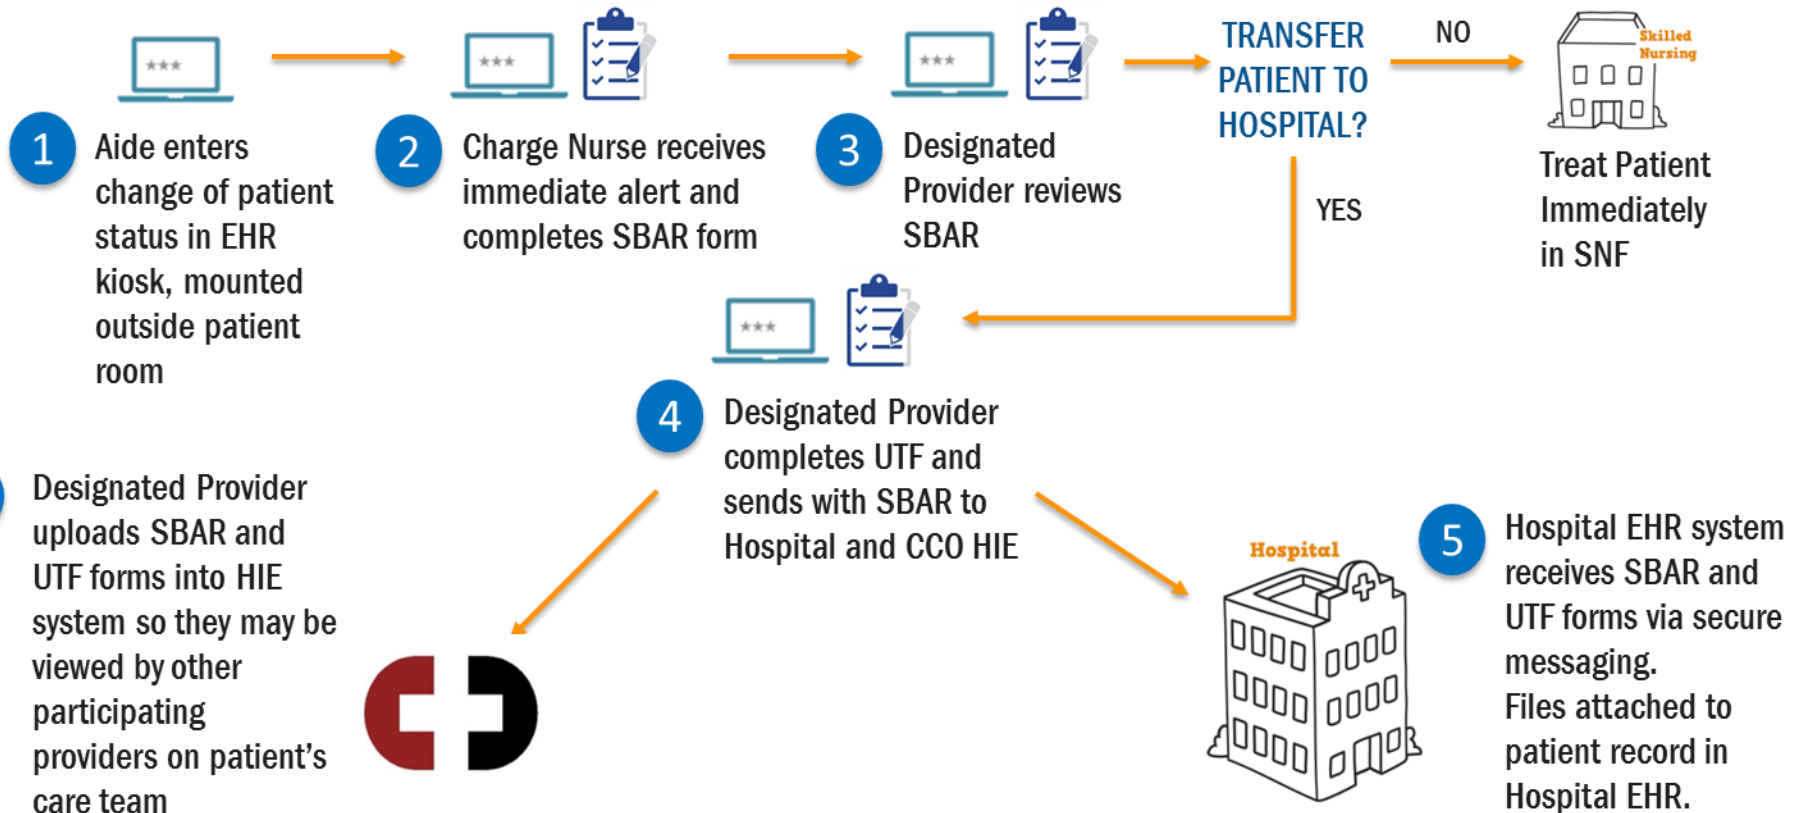 ***
1
Aide enters
change of patient
status in EHR
kiosk, mounted
outside patient
room
***
2
Charge Nurse receives
immediate alert and
completes SBAR form
***
3
Designated
Provider reviews
SBAR
TRANSFER
PATIENT TO
HOSPITAL?
NO
YES
Skilled
Nursing
Treat Patient
Immediately
in SNF
***
4
Designated Provider
completes UTF and
sends with SBAR to
Hospital and CCO HIE
Designated Provider
uploads SBAR and
UTF forms into HIE
system so they may be
viewed by other
participating
providers on patient’s
care team
Hospital
5
Hospital EHR system
receives SBAR and
UTF forms via secure
messaging.
Files attached to
patient record in
Hospital EHR.